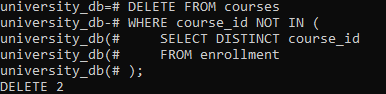 university_db=# DELETE FROM courses
university_db-# WHERE course_id NOT IN (
university_db(#     SELECT DISTINCT course_id
university_db(#     FROM enrollment
university_db(# );
DELETE 2